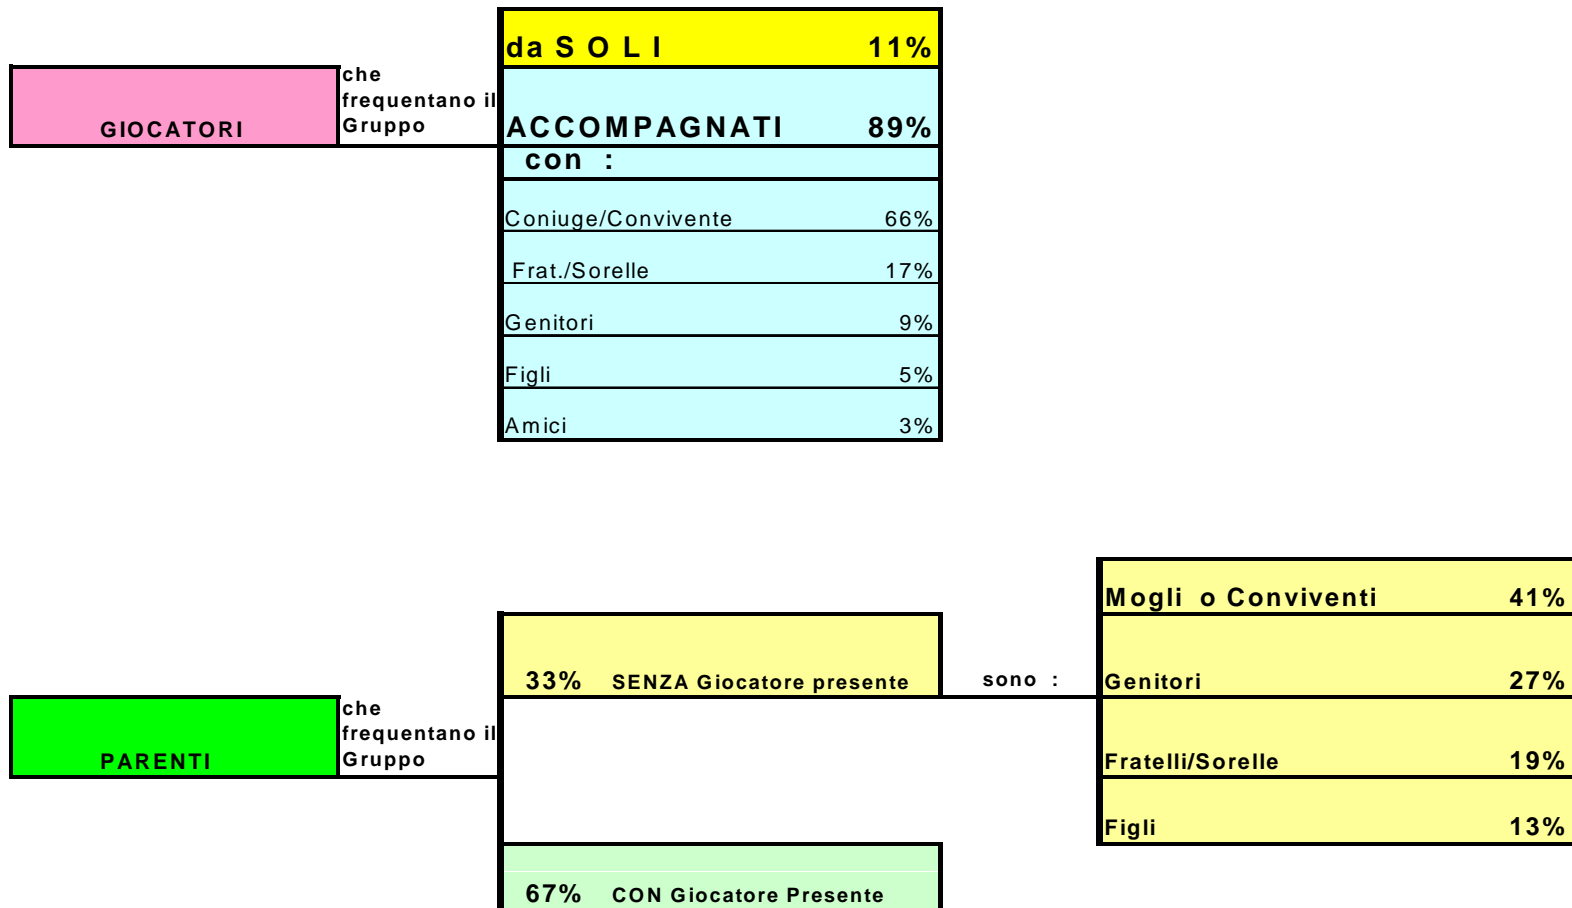 da S O L I 11%
GIOCATORI
che
frequentano il
Gruppo
ACCOMPAGNATI 89%
con :
Coniuge/Convivente 66%
Frat./Sorelle 17%
Genitori 9%
Figli 5%
Amici 3%
PARENTI
che
frequentano il
Gruppo
33% SENZA Giocatore presente
sono :
Mogli o Conviventi 41%
Genitori 27%
Fratelli/Sorelle 19%
Figli 13%
67% CON Giocatore Presente